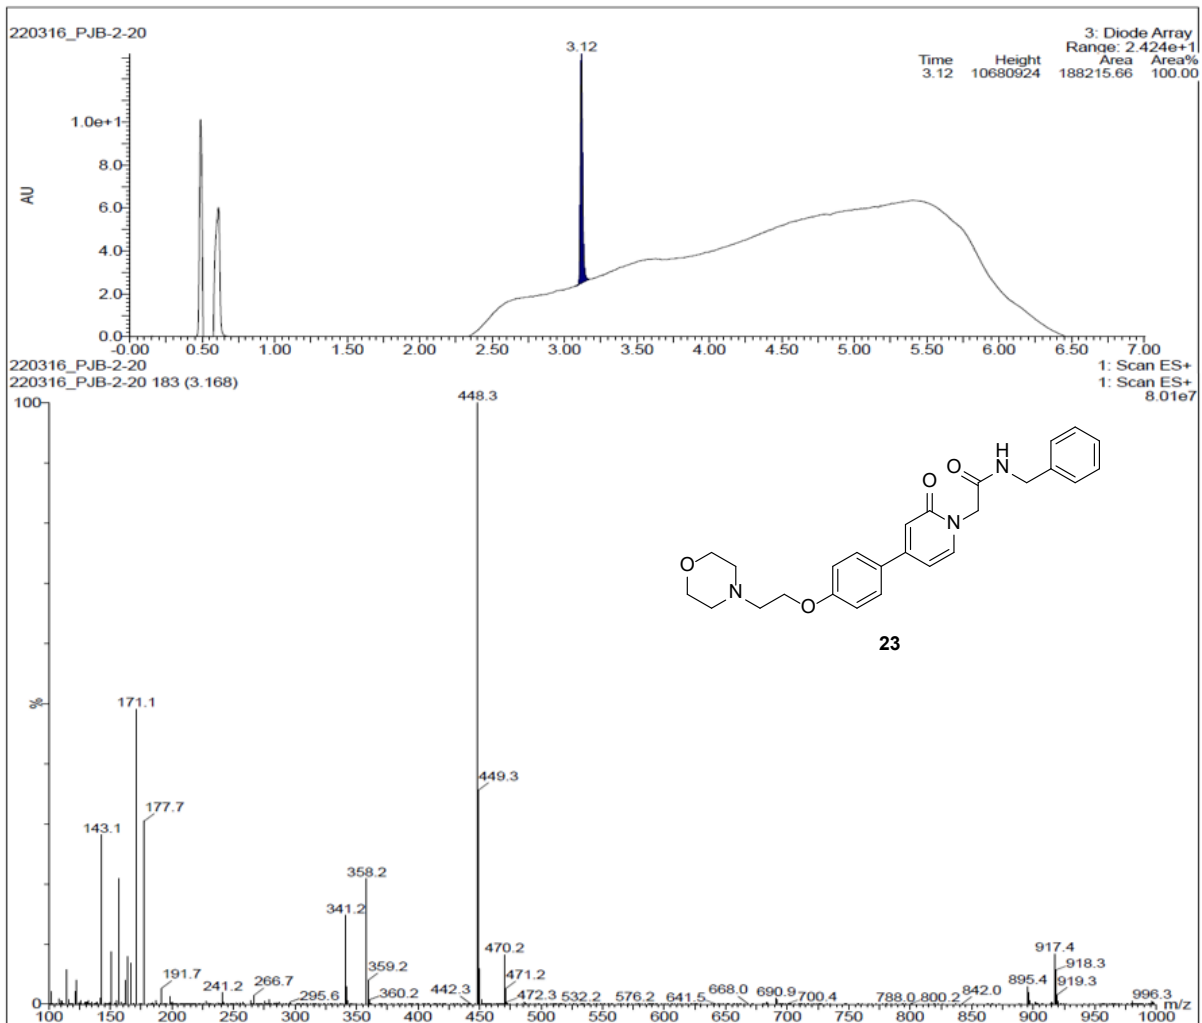 220316_PJB-2-20
3: Diode Array
Range: 2.424e+1
Time Height Area Area%
3.12 10680924 188215.66 100.00
3.12
AU
1.0e+1
8.0
6.0
4.0
2.0
0.0
-0.00 0.50 1.00 1.50 2.00 2.50 3.00 3.50 4.00 4.50 5.00 5.50 6.00 6.50 7.00
220316_PJB-2-20
220316_PJB-2-20 183 (3.168)
1: Scan ES+
1: Scan ES+
8.01e7
100
%
0
448.3
449.3
171.1
177.7
143.1
358.2
341.2
359.2
360.2
191.7
241.2
266.7
295.6
442.3
470.2
471.2
472.3
532.2
576.2
641.5
668.0
690.9
700.4
788.0
800.2
842.0
895.4
917.4
918.3
919.3
996.3
O
N
O
O
N
O
H
N
23
100 150 200 250 300 350 400 450 500 550 600 650 700 750 800 850 900 950 1000 m/z